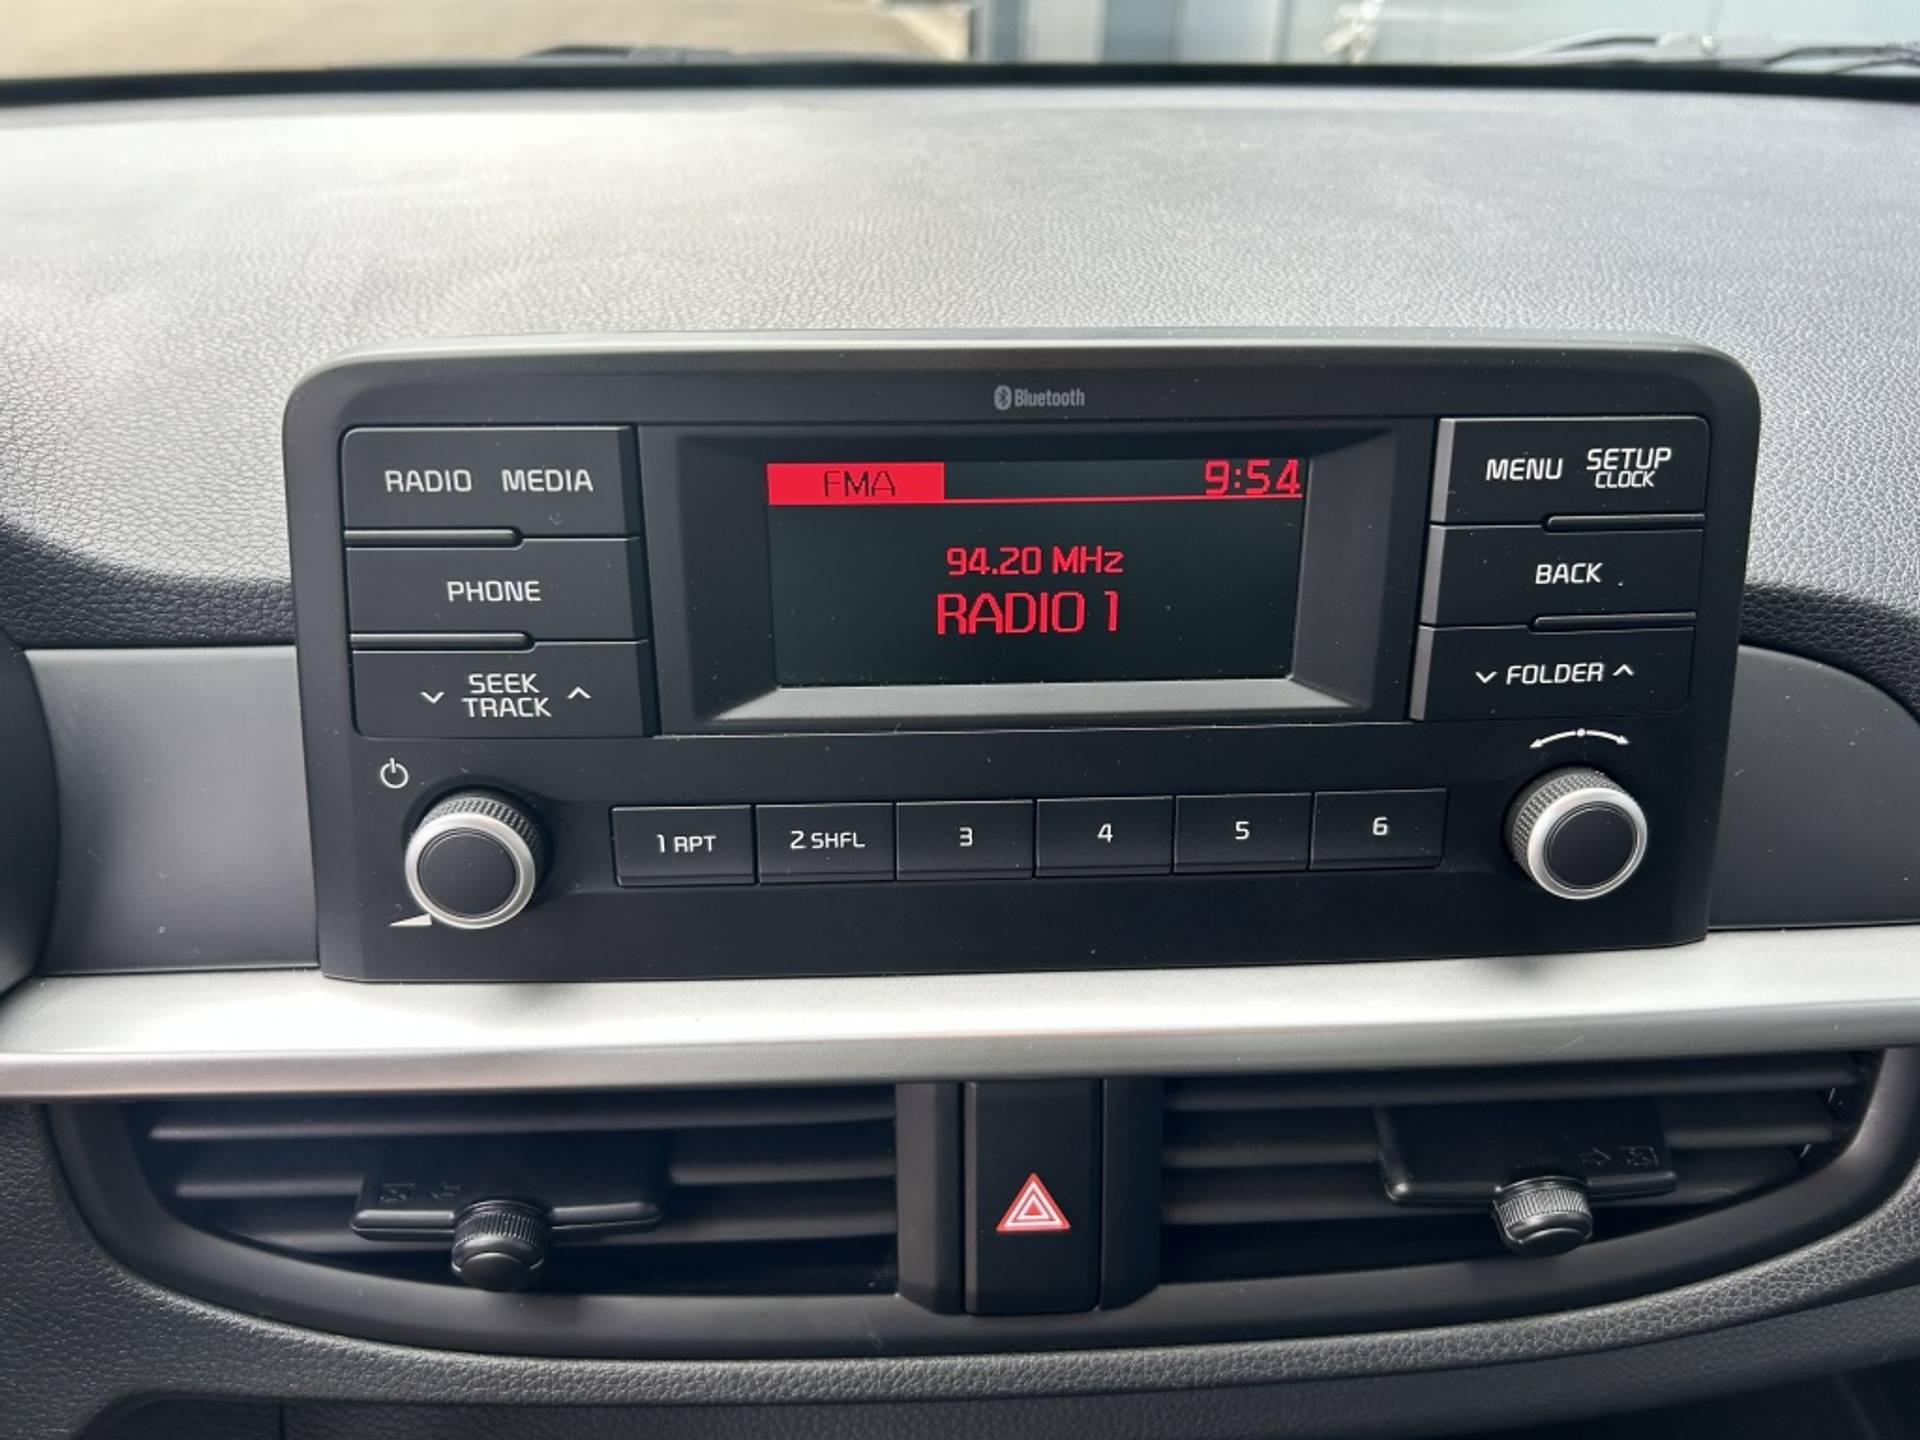 Bluetooth
RADIO MEDIA
FMA 9:54
MENU SETUP CLOCK
94.20 MHz
PHONE
RADIO 1
BACK
SEEK
TRACK
FOLDER
1 RPT 2 SHFL 3 4 5 6